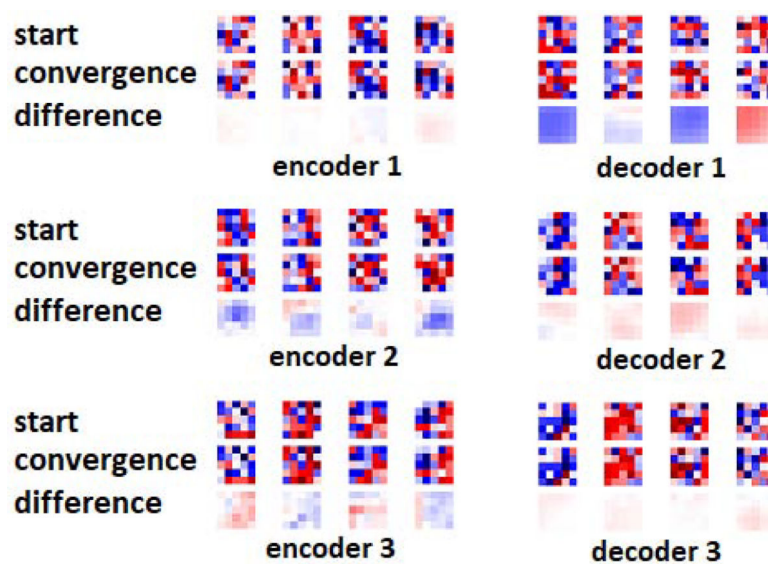 start
convergence
difference
encoder 1
decoder 1
start
convergence
difference
encoder 2
decoder 2
start
convergence
difference
encoder 3
decoder 3